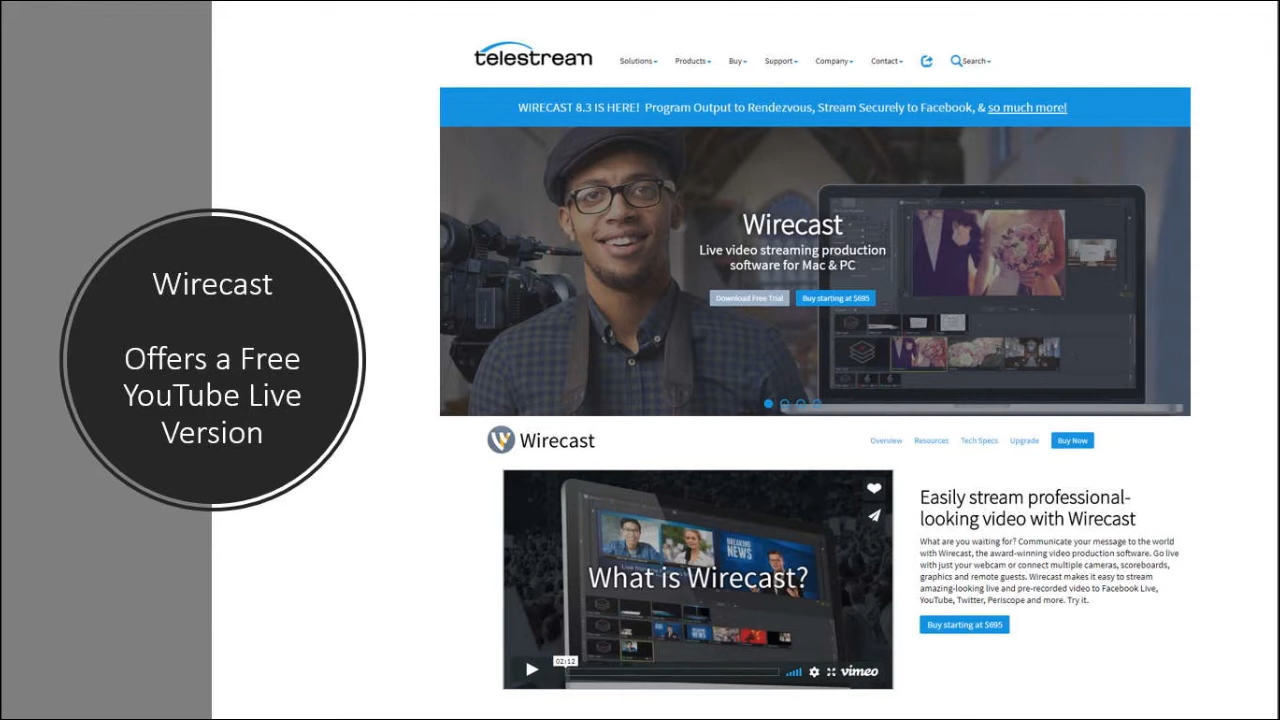 Wirecast
Offers a Free
YouTube Live
Version
telestream
Solutions Products Buy Support Company Contact Search
WIRECAST 8.3 IS HERE! Program Output to Rendezvous, Stream Securely to Facebook, & so much more!
Wirecast
Live video streaming production
software for Mac & PC
Download Free Trial Buy starting at $695
Wirecast Overview Resources Tech Specs Upgrade Buy Now
BREAKING
NEWS
What is Wirecast?
02:12
vimeo
Easily stream professional-
looking video with Wirecast
What are you waiting for? Communicate your message to the world
with Wirecast, the award-winning video production software. Go live
with just your webcam or connect multiple cameras, scoreboards,
graphics and remote guests. Wirecast makes it easy to stream
amazing-looking live and pre-recorded video to Facebook Live,
YouTube, Twitter, Periscope and more. Try it.
Buy starting at $695